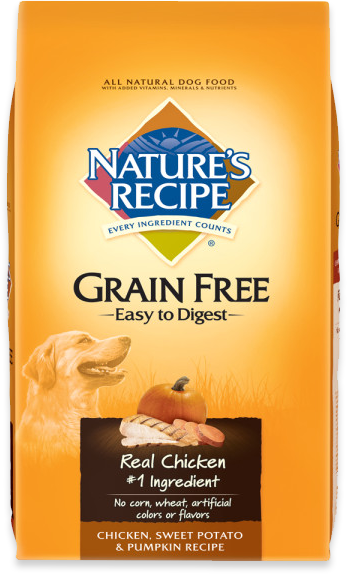 ALL NATURAL DOG FOOD
WITH ADDED VITAMINS, MINERALS & NUTRIENTS
NATURE'S
RECIPE
EVERY INGREDIENT COUNTS
®
GRAIN FREE
Easy to Digest
Real Chicken
#1 Ingredient
No corn, wheat, artificial
colors or flavors
CHICKEN, SWEET POTATO
& PUMPKIN RECIPE